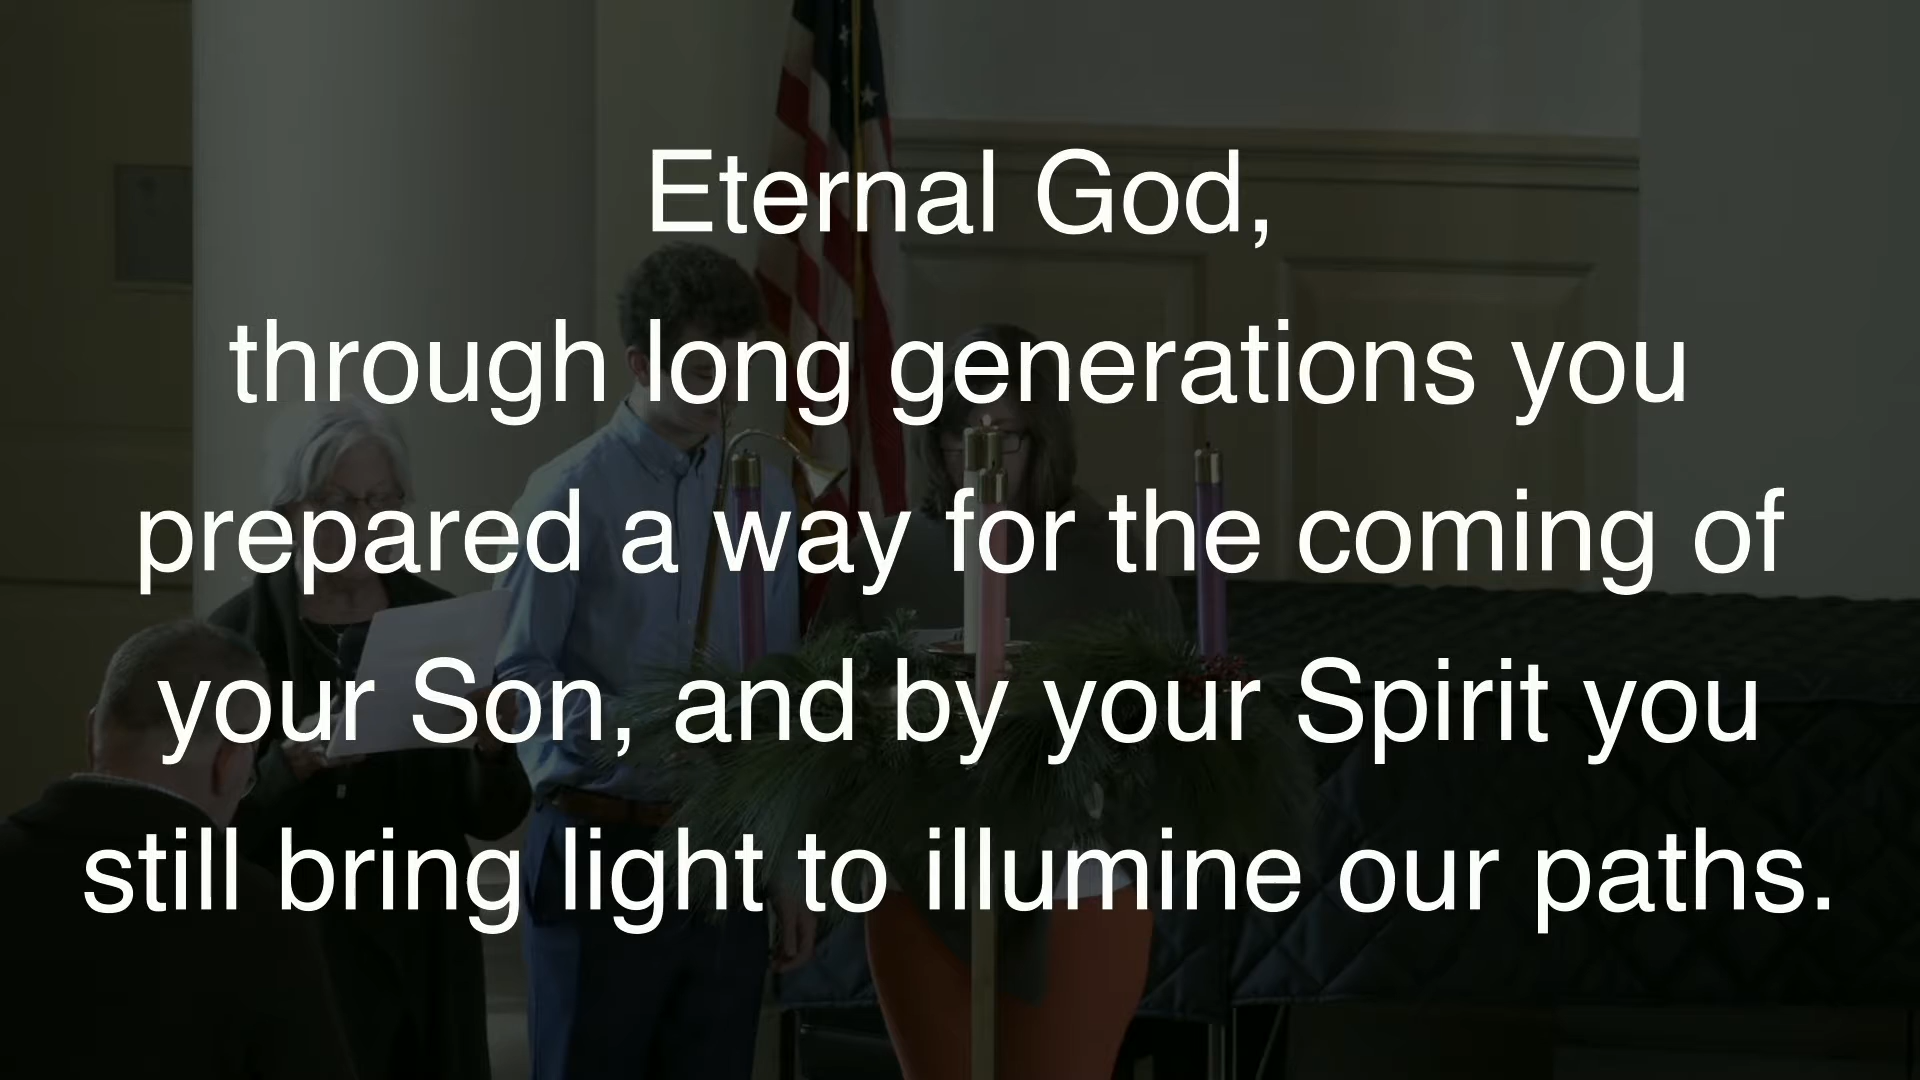 Eternal God,
through long generations you
prepared a way for the coming of
your Son, and by your Spirit you
still bring light to illumine our paths.